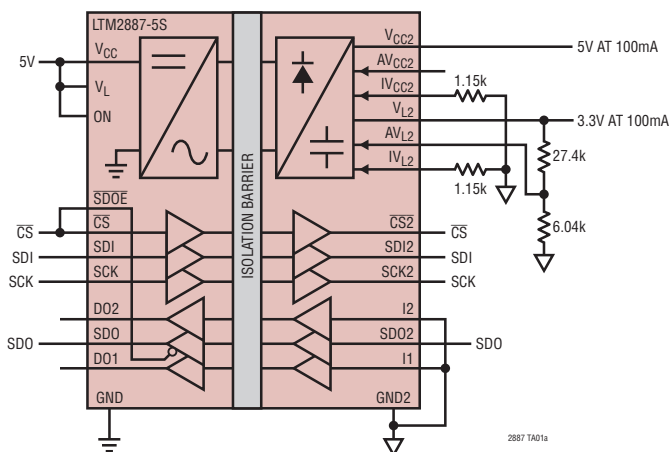 LTM2887-5S
5V
VCC
VL
ON
VCC2
5V AT 100mA
AVCC2
IVCC2
1.15k
VL2
3.3V AT 100mA
AVL2
27.4k
IVL2
1.15k
6.04k
ISOLATION BARRIER
SDOE
CS
CS
CS2
CS
SDI
SDI
SDI2
SDI
SCK
SCK
SCK2
SCK
DO2
I2
SDO
SDO
SDO2
SDO
DO1
I1
GND
GND2
2887 TA01a